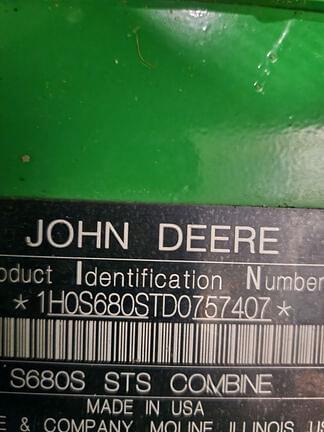 JOHN DEERE
oduct Identification Number
*1H0S680STD0757407*
S680S STS COMBINE
MADE IN USA
E & COMPANY MOLINE ILLINOIS US